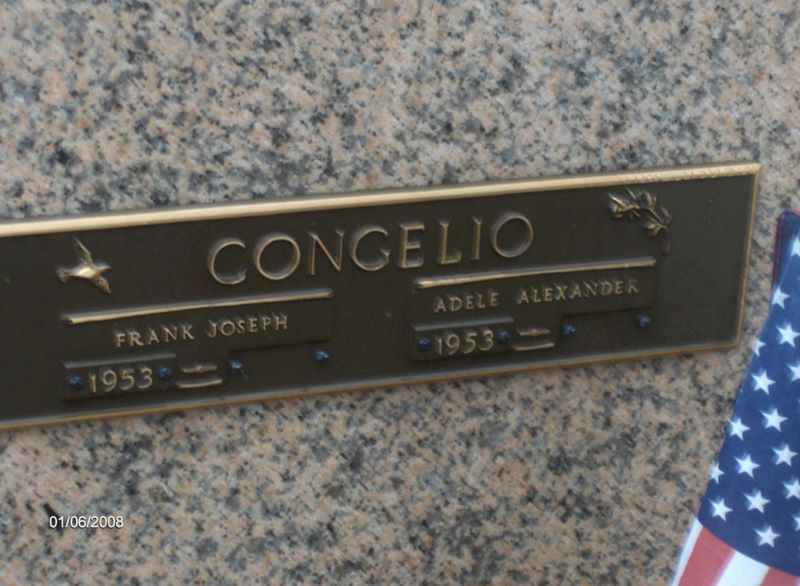 CONGELIO
FRANK JOSEPH
1953
ADELE ALEXANDER
1953
01/06/2008